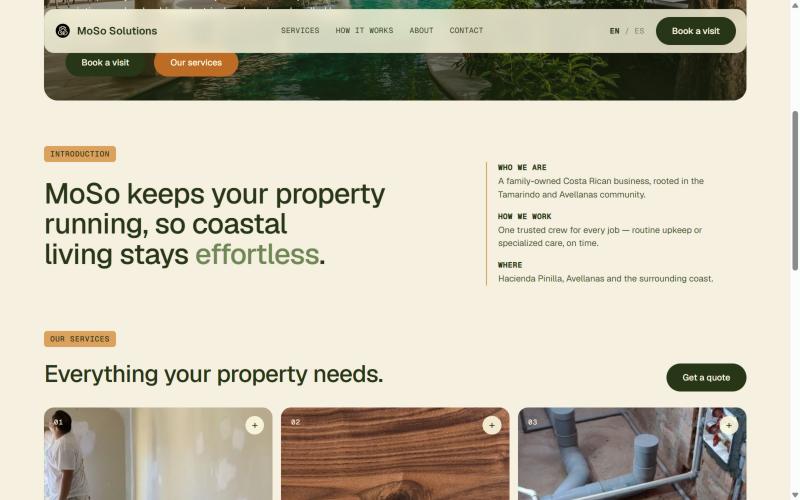 MoSo Solutions
SERVICES
HOW IT WORKS
ABOUT
CONTACT
EN / ES
Book a visit
Book a visit
Our services
INTRODUCTION
MoSo keeps your property
running, so coastal
living stays effortless.
WHO WE ARE
A family-owned Costa Rican business, rooted in the
Tamarindo and Avellanas community.
HOW WE WORK
One trusted crew for every job — routine upkeep or
specialized care, on time.
WHERE
Hacienda Pinilla, Avellanas and the surrounding coast.
OUR SERVICES
Everything your property needs.
Get a quote
01
+
02
+
03
+